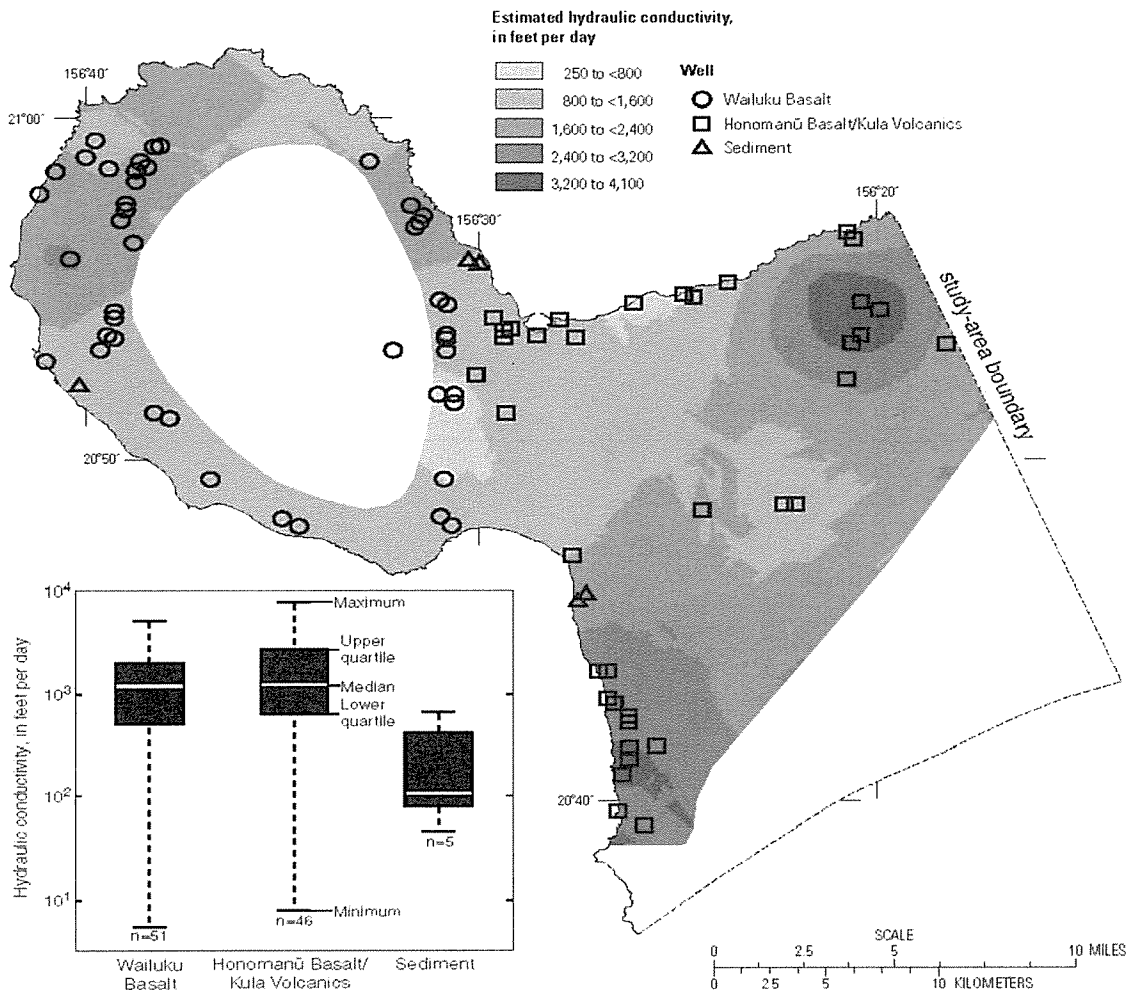 Estimated hydraulic conductivity,
in feet per day
250 to <800
800 to <1,600
1,600 to <2,400
2,400 to <3,200
3,200 to 4,100
Well
Wailuku Basalt
Honomanū Basalt/Kula Volcanics
Sediment
156°40´
21°00´
156°30´
156°20´
study-area boundary
20°50´
20°40´
Hydraulic conductivity, in feet per day
10⁴
10³
10²
10¹
Maximum
Upper
quartile
Median
Lower
quartile
Minimum
n=51
n=46
n=5
Wailuku
Basalt
Honomanū Basalt/
Kula Volcanics
Sediment
SCALE
0 2.5 5 10 MILES
0 2.5 5 10 KILOMETERS